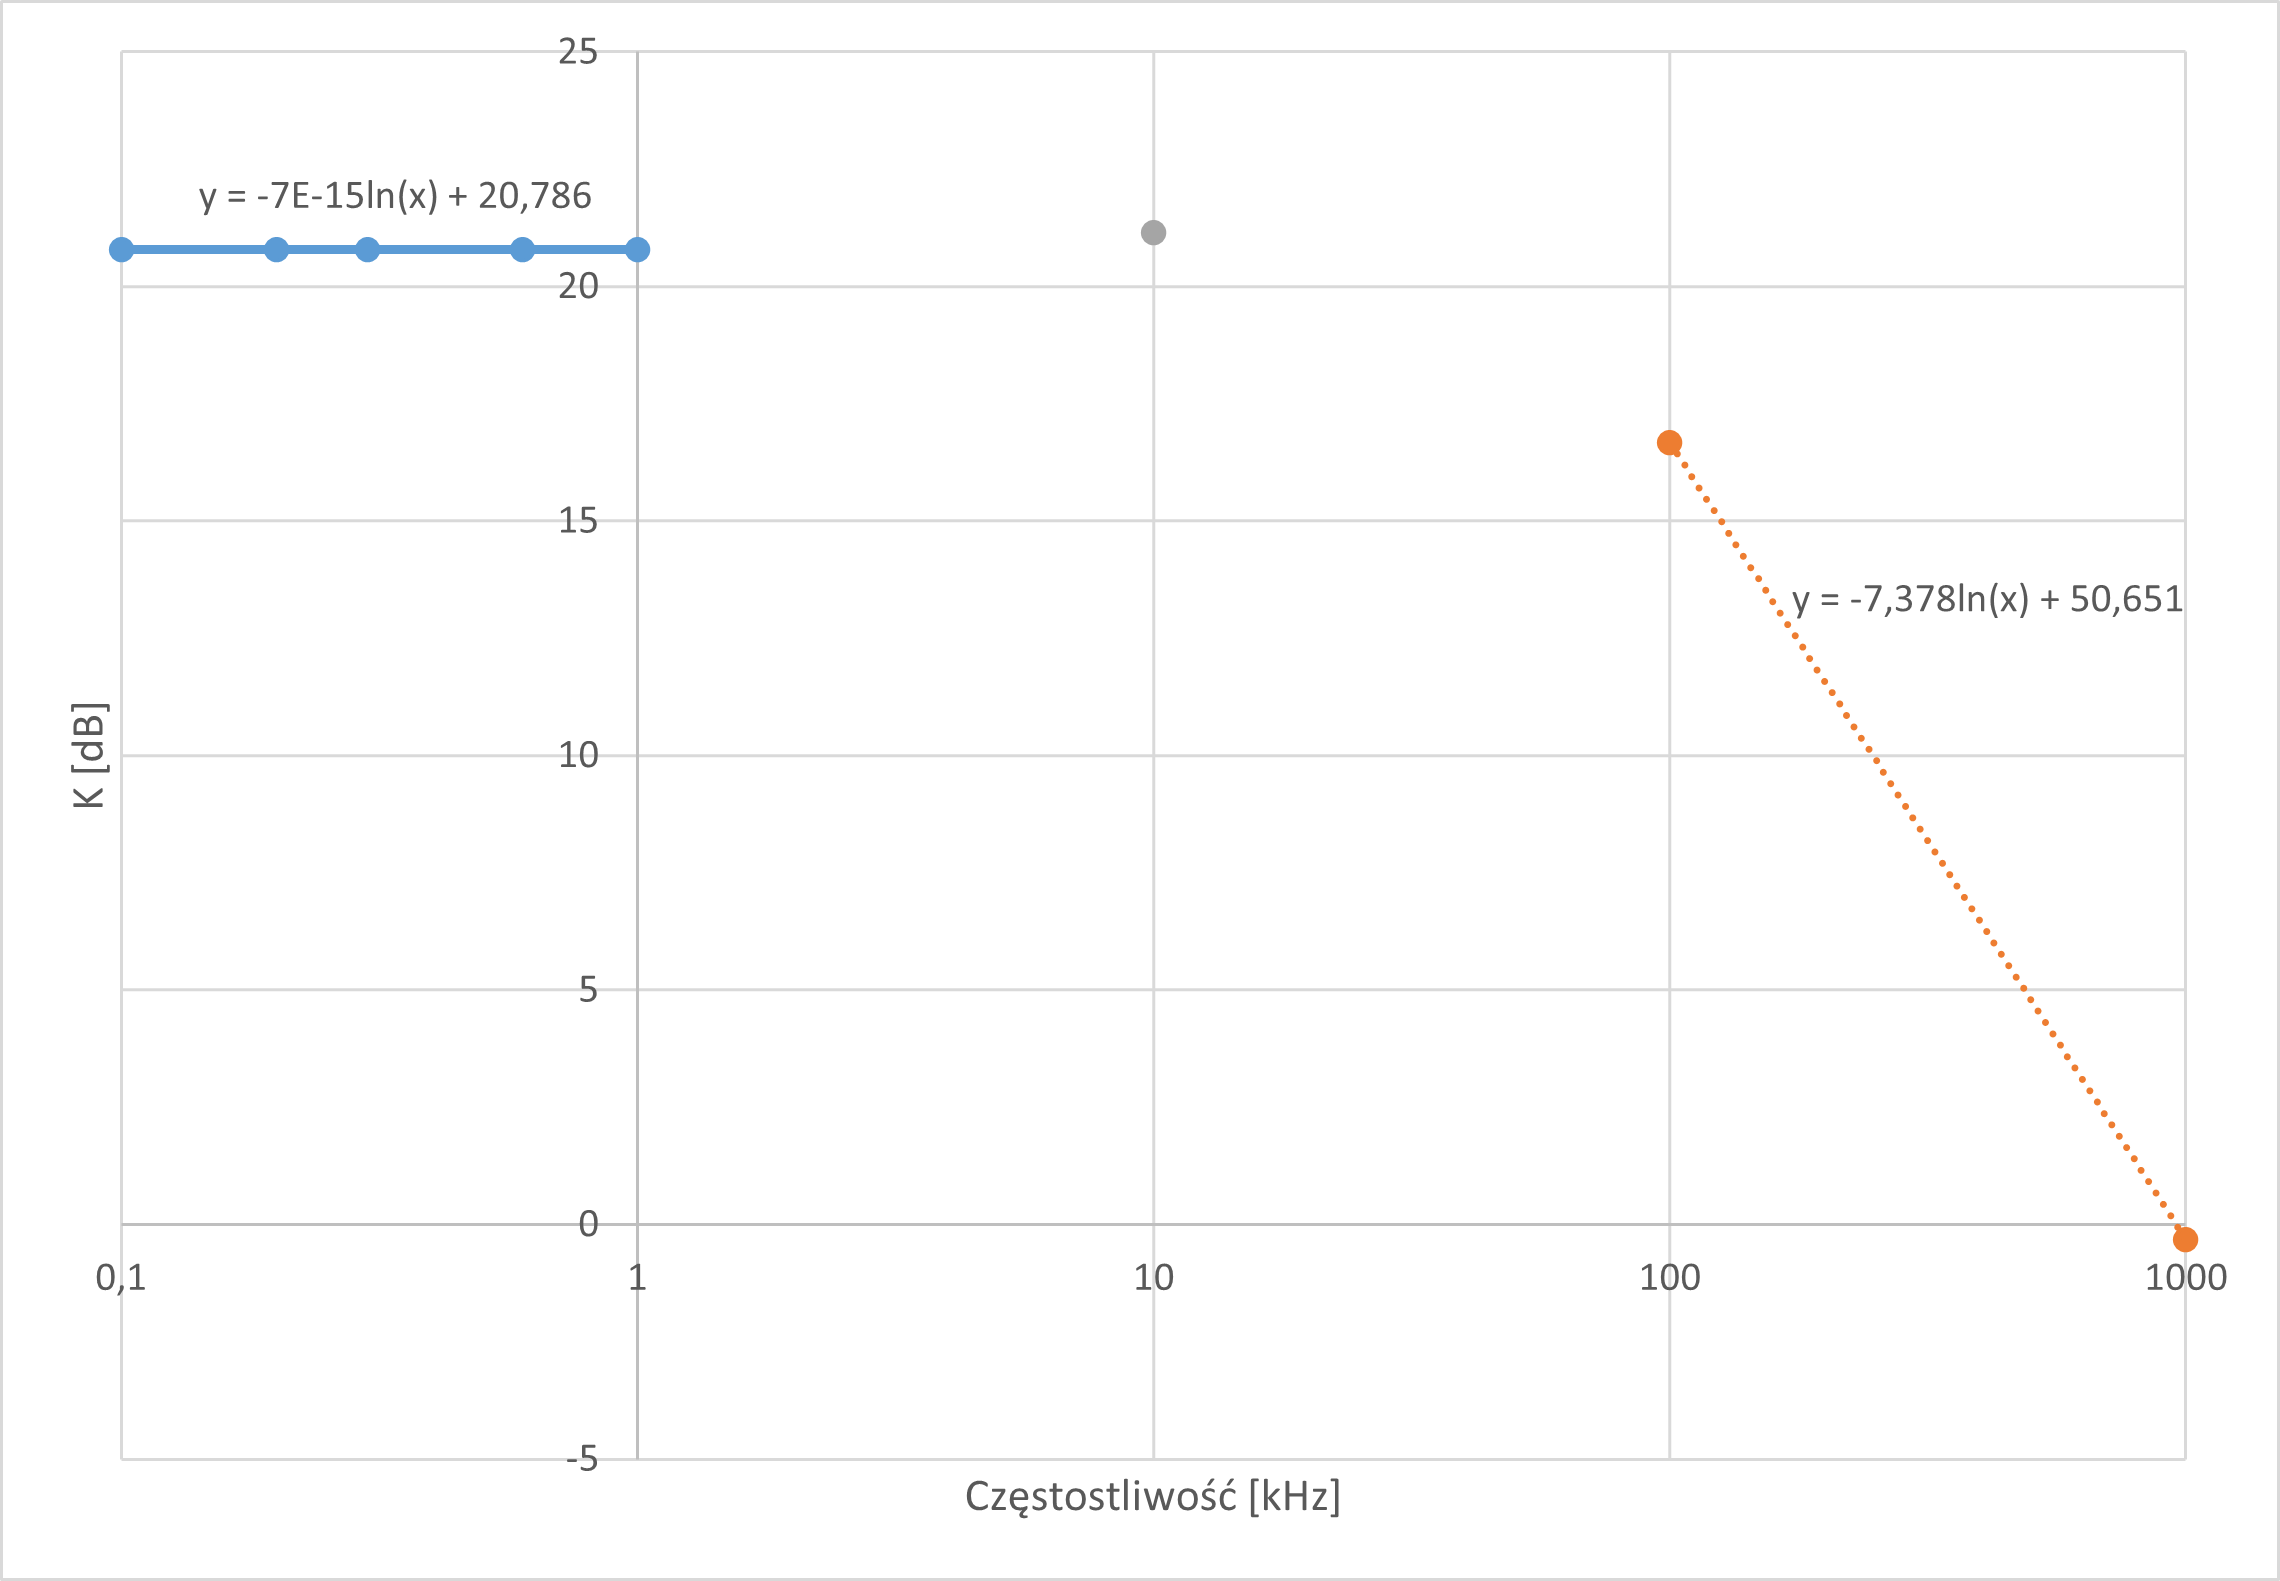 25
y = -7E-15ln(x) + 20,786
20
15
y = -7,378ln(x) + 50,651
K [dB]
10
5
0
0,1 1 10 100 1000
-5
Częstostliwość [kHz]